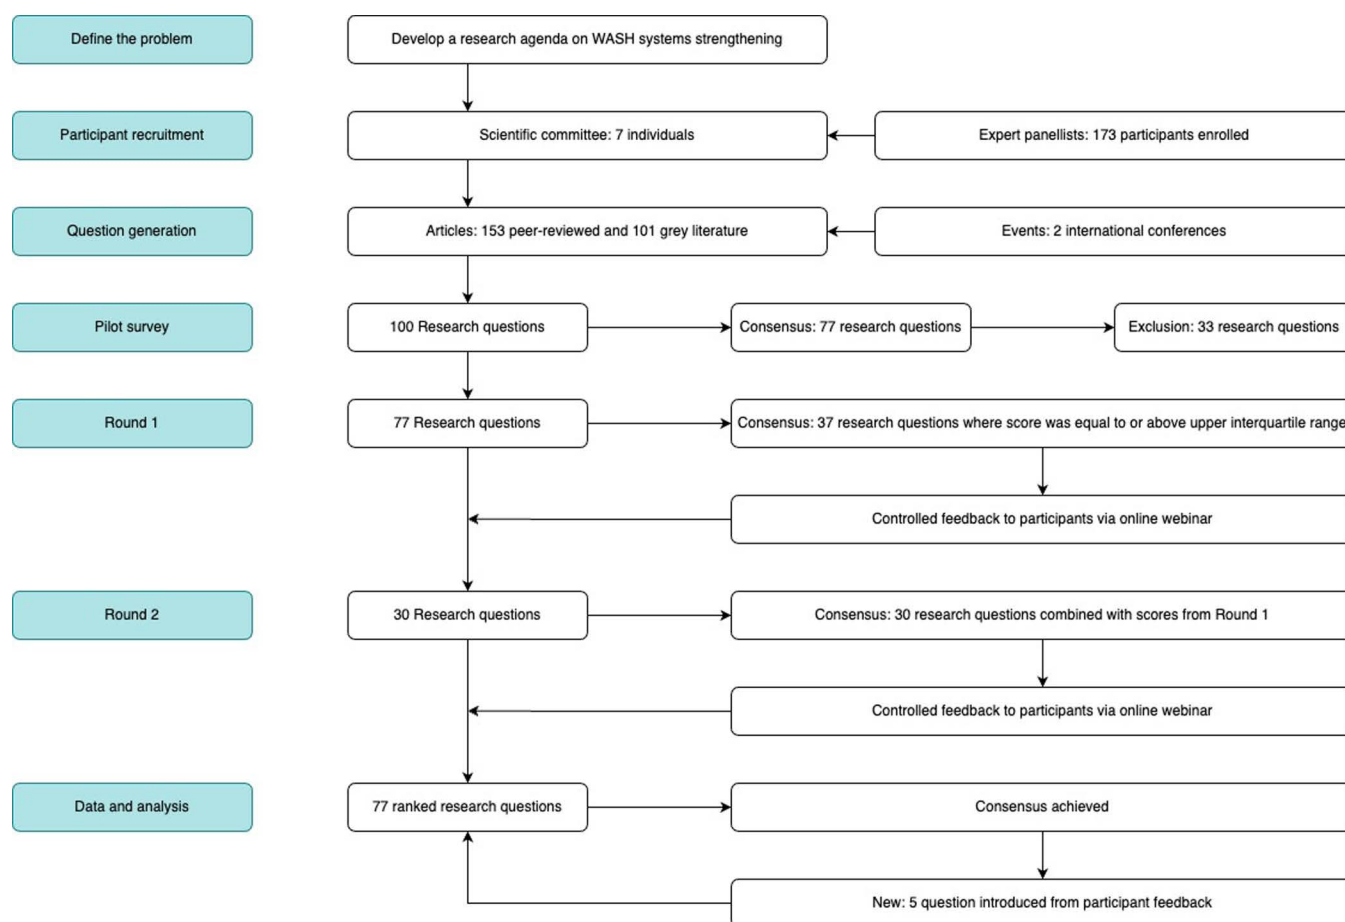 Define the problem
Develop a research agenda on WASH systems strengthening
Participant recruitment
Scientific committee: 7 individuals
Expert panellists: 173 participants enrolled
Question generation
Articles: 153 peer-reviewed and 101 grey literature
Events: 2 international conferences
Pilot survey
100 Research questions
Consensus: 77 research questions
Exclusion: 33 research questions
Round 1
77 Research questions
Consensus: 37 research questions where score was equal to or above upper interquartile range
Controlled feedback to participants via online webinar
Round 2
30 Research questions
Consensus: 30 research questions combined with scores from Round 1
Controlled feedback to participants via online webinar
Data and analysis
77 ranked research questions
Consensus achieved
New: 5 question introduced from participant feedback